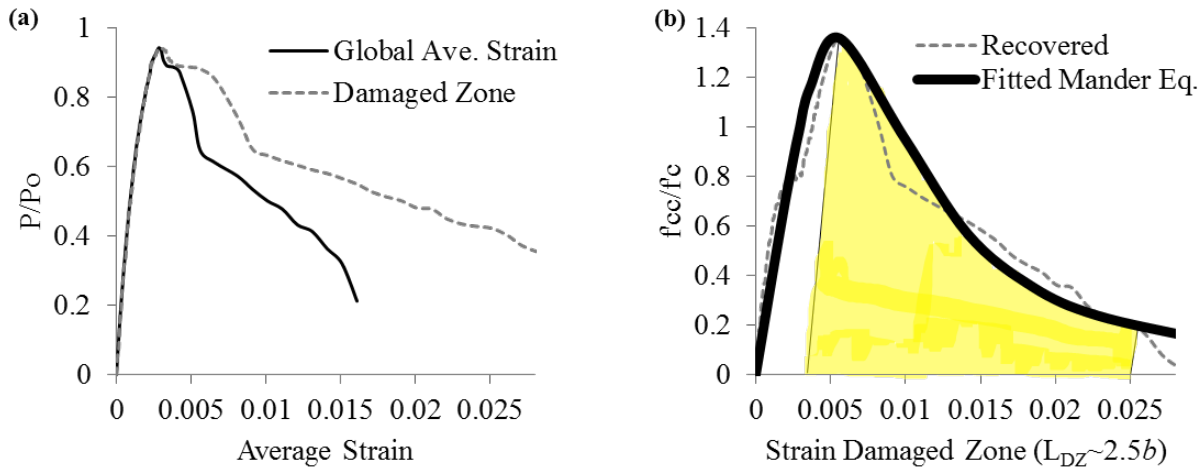 (a)
P/Po
1
0.8
0.6
0.4
0.2
0
0 0.005 0.01 0.015 0.02 0.025
Average Strain
Global Ave. Strain
Damaged Zone
(b)
f'cc/f'c
1.4
1.2
1
0.8
0.6
0.4
0.2
0
0 0.005 0.01 0.015 0.02 0.025
Strain Damaged Zone (LDZ~2.5b)
Recovered
Fitted Mander Eq.